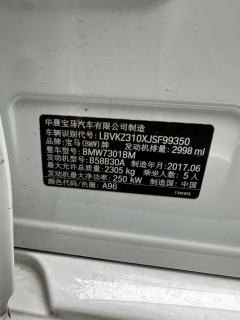 华晨宝马汽车有限公司制造
车辆识别代号: LBVKZ310XJSF99350
品牌: 宝马(BMW)牌 发动机排量: 2998 ml
型号: BMW7301BM
发动机型号: B58B30A 制造年月: 2017.06
最大允许总质量: 2305 kg 乘坐人数: 5 人
发动机最大净功率: 250 kW 制造国: 中国
颜色代码/色带: A96